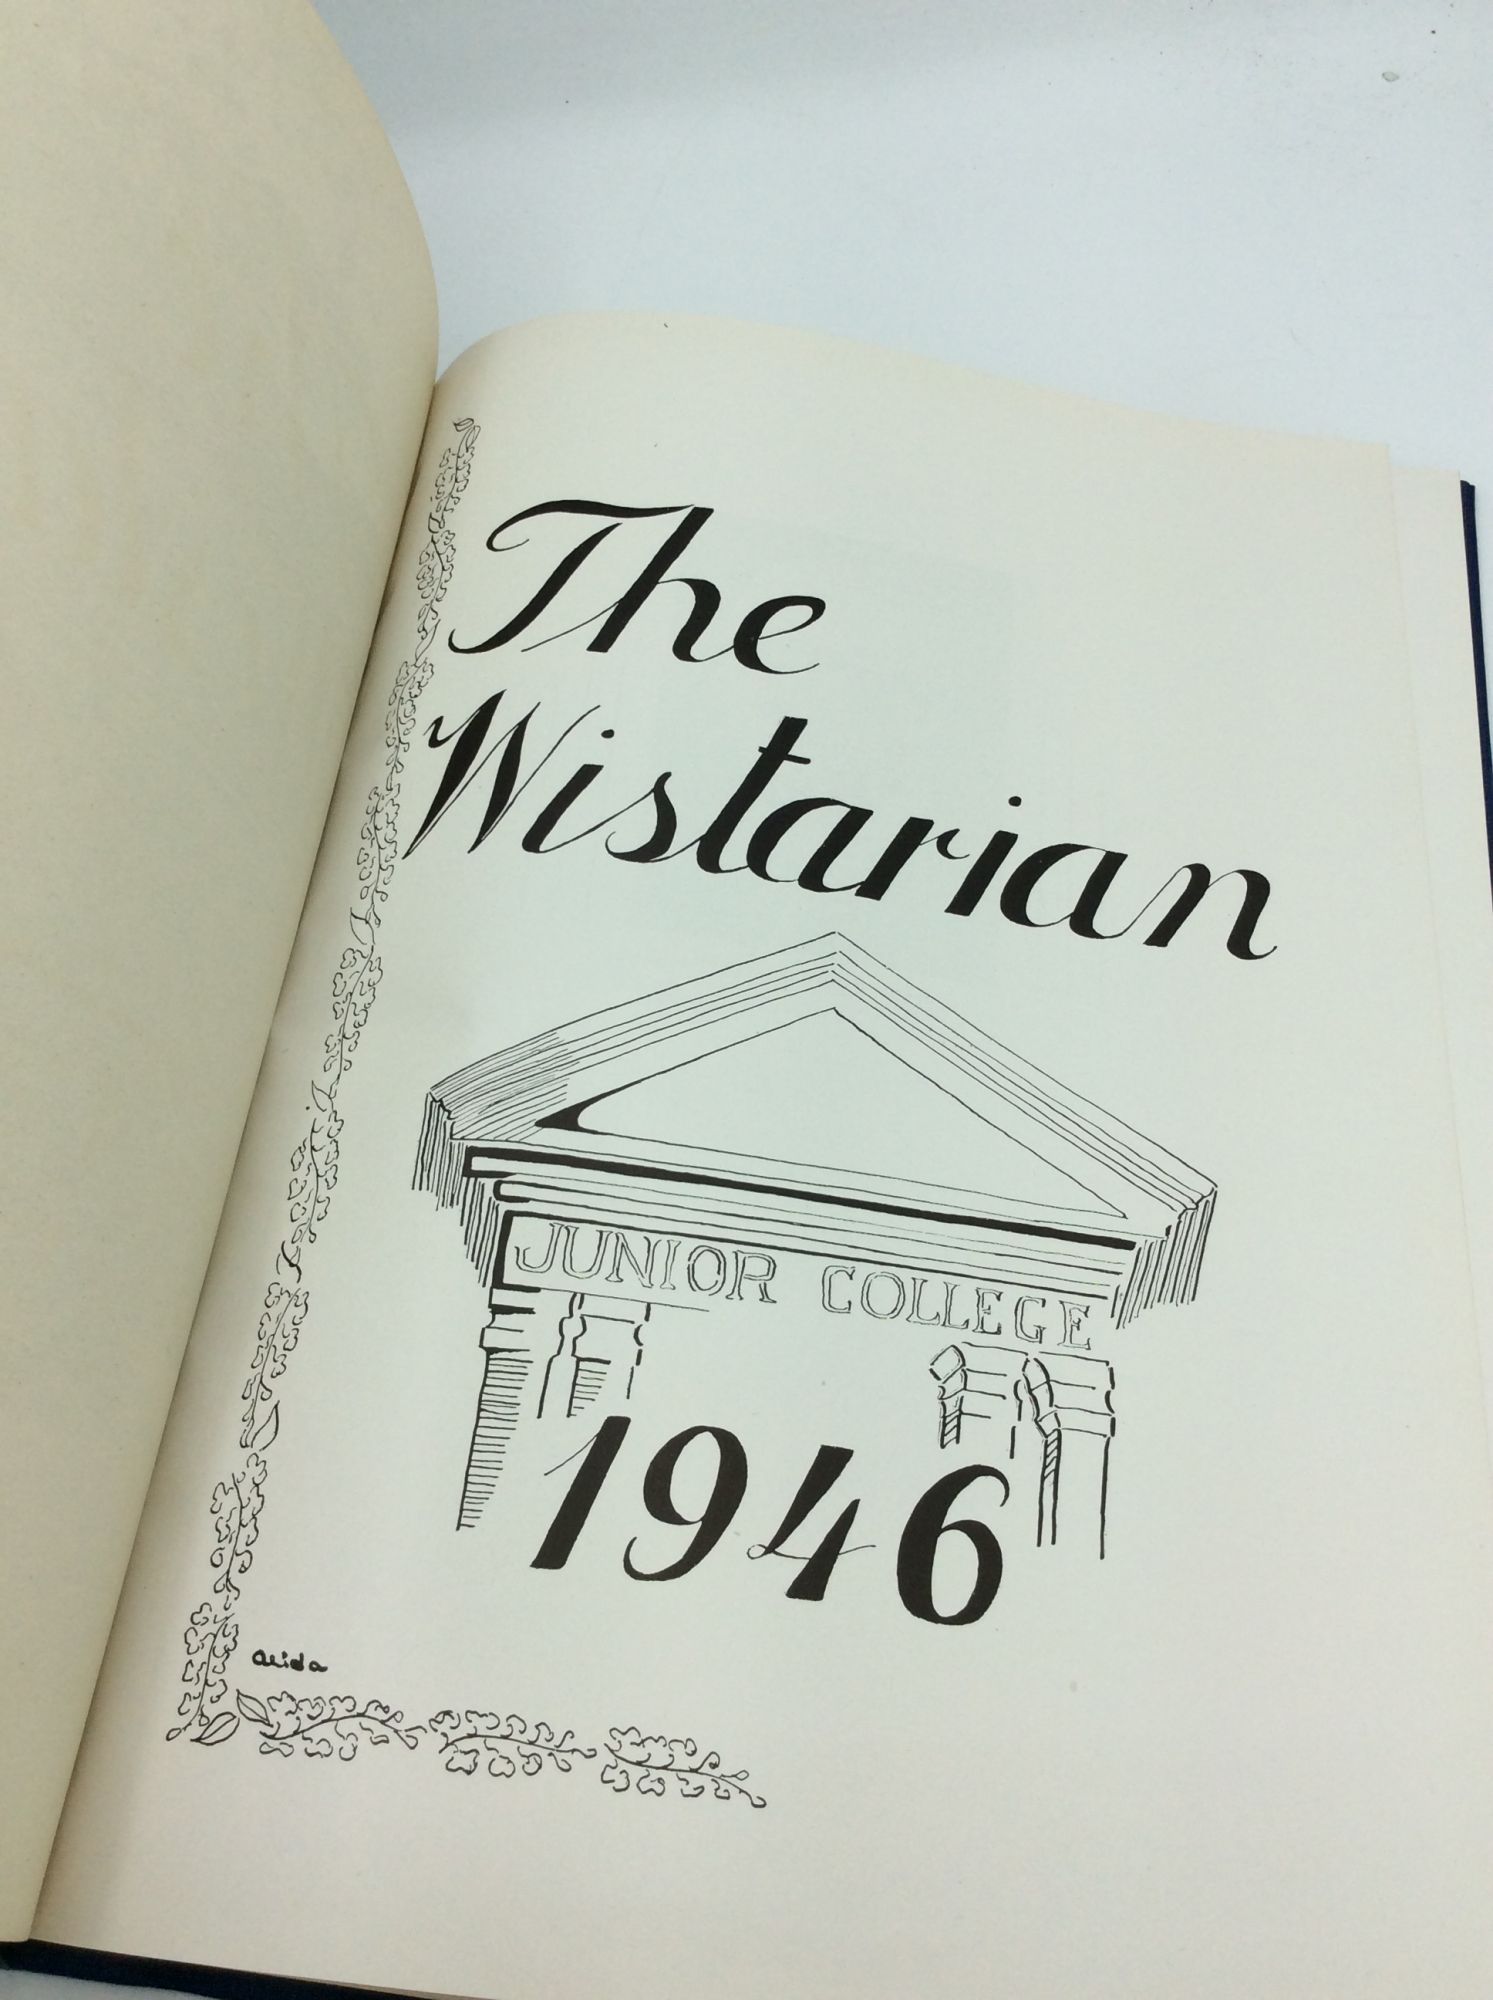 The
Wistarian
JUNIOR COLLEGE
1946
alida